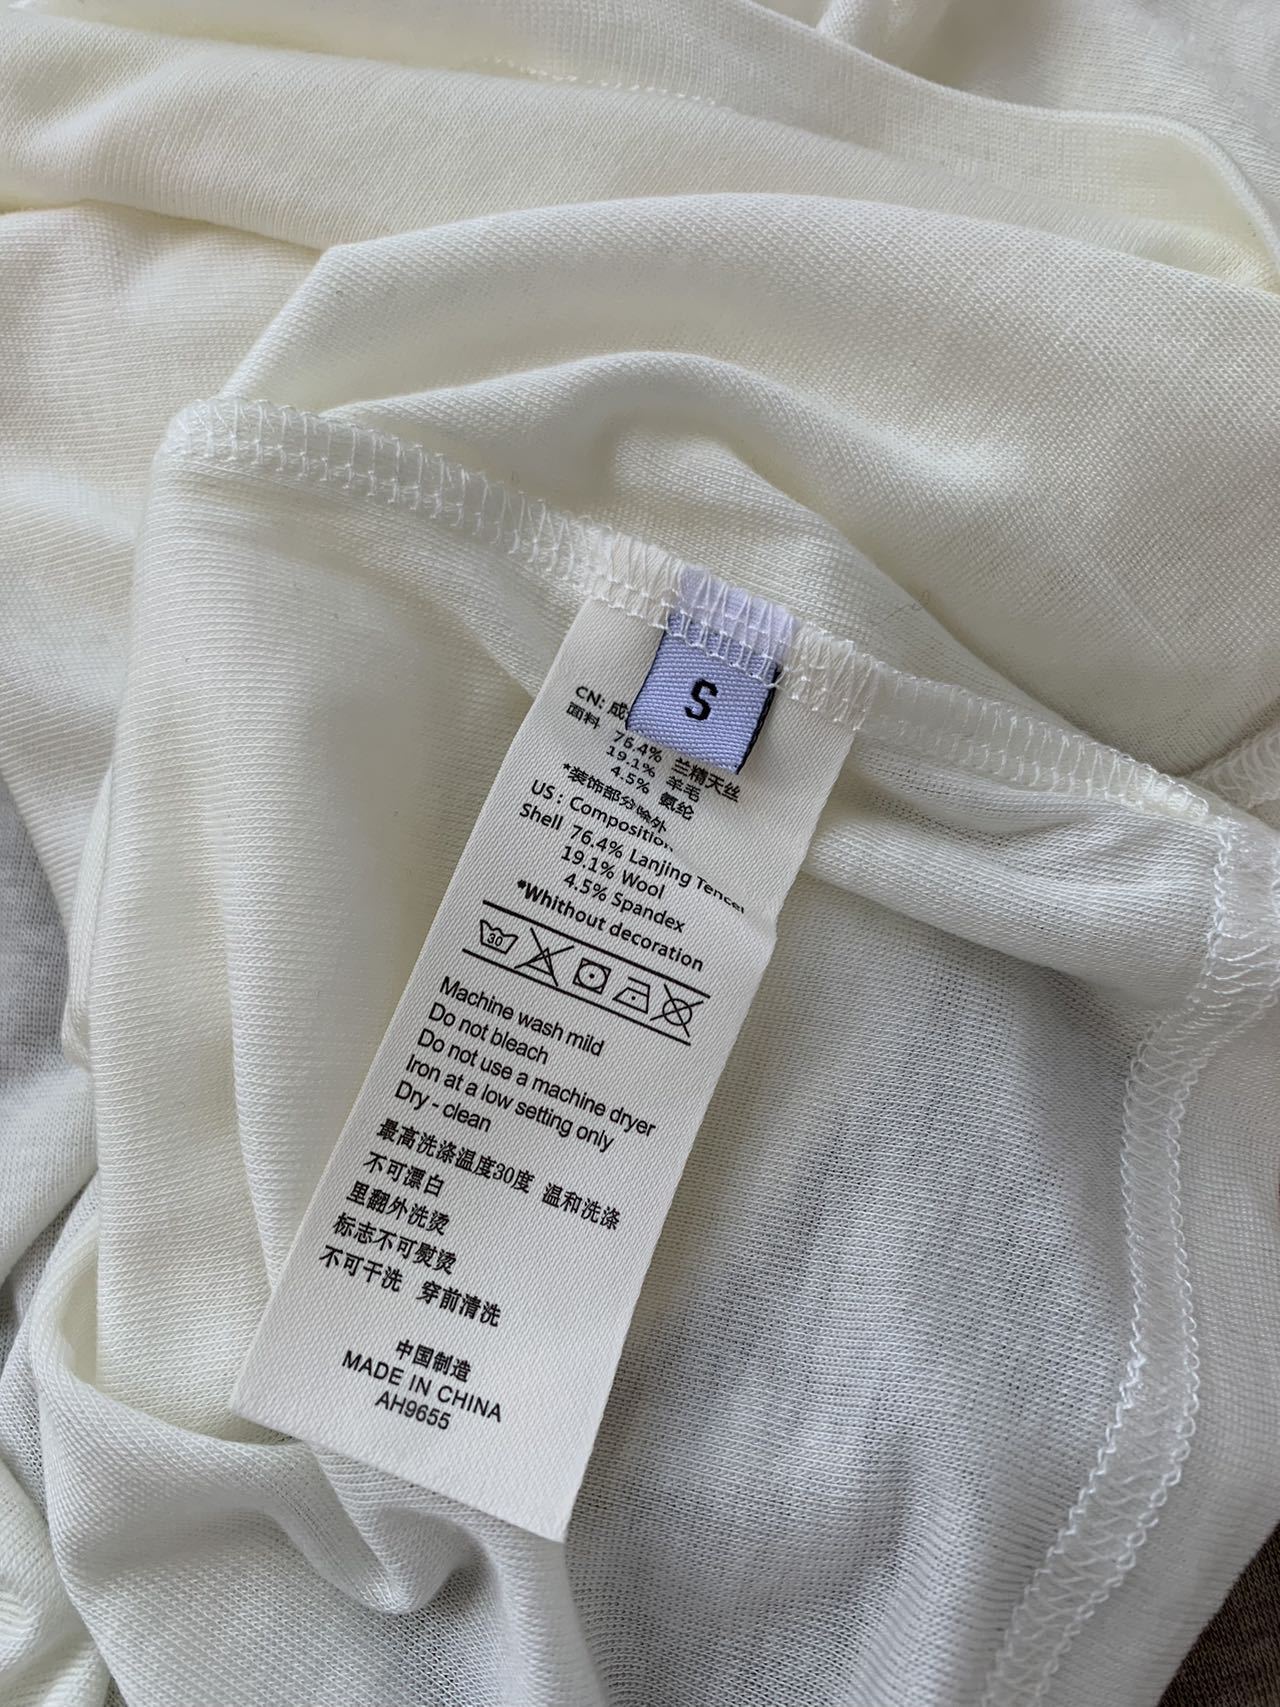 S
CN: 成
面料 76.4% 兰精天丝
19.1% 羊毛
4.5% 氨纶
*装饰部分除外
US: Composition
Shell 76.4% Lanjing Tencel
19.1% Wool
4.5% Spandex
*Whithout decoration
30
Machine wash mild
Do not bleach
Do not use a machine dryer
Iron at a low setting only
Dry - clean
最高洗涤温度30度 温和洗涤
不可漂白
里翻外洗烫
标志不可熨烫
不可干洗 穿前清洗
中国制造
MADE IN CHINA
AH9655